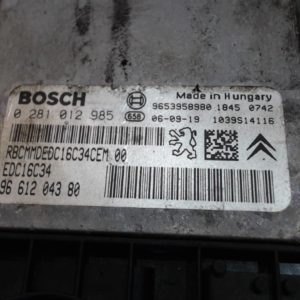 BOSCH
0 281 012 985
Made in Hungary
9653958980 1845 0742
658 06-09-19 1039S14116
RBCMMDEDC16C34CEM 00
EDC16C34
96 612 043 80